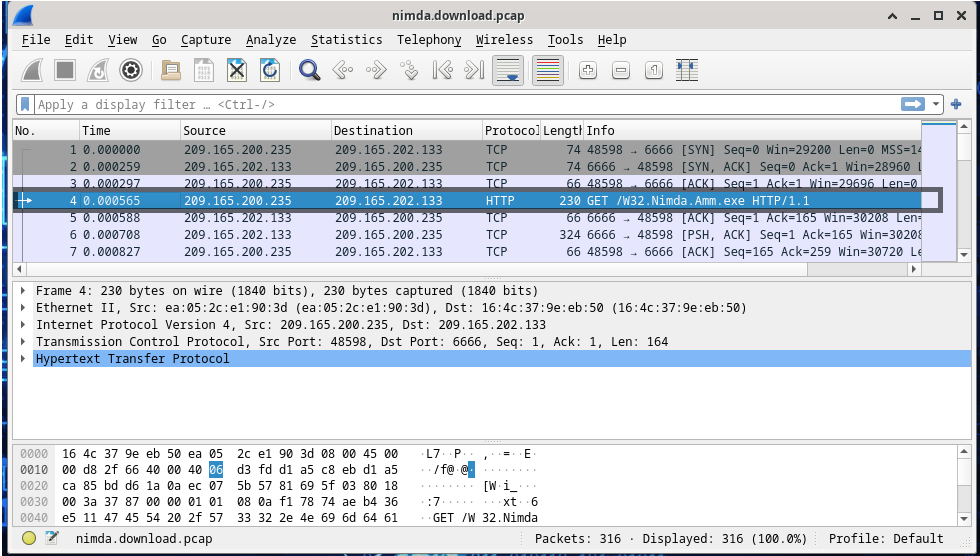 nimda.download.pcap
File Edit View Go Capture Analyze Statistics Telephony Wireless Tools Help
Apply a display filter … <Ctrl-/>
No. Time Source Destination Protocol Length Info
1 0.000000 209.165.200.235 209.165.202.133 TCP 74 48598 → 6666 [SYN] Seq=0 Win=29200 Len=0 MSS=14
2 0.000259 209.165.200.235 209.165.202.133 TCP 74 6666 → 48598 [SYN, ACK] Seq=0 Ack=1 Win=28960 L
3 0.000297 209.165.200.235 209.165.202.133 TCP 66 48598 → 6666 [ACK] Seq=1 Ack=1 Win=29696 Len=0
4 0.000565 209.165.200.235 209.165.202.133 HTTP 230 GET /W32.Nimda.Amm.exe HTTP/1.1
5 0.000588 209.165.200.235 209.165.202.133 TCP 66 6666 → 48598 [ACK] Seq=1 Ack=165 Win=30208 Len=
6 0.000708 209.165.200.235 209.165.202.133 TCP 324 6666 → 48598 [PSH, ACK] Seq=1 Ack=165 Win=30208
7 0.000827 209.165.200.235 209.165.202.133 TCP 66 48598 → 6666 [ACK] Seq=165 Ack=259 Win=30720 Le
Frame 4: 230 bytes on wire (1840 bits), 230 bytes captured (1840 bits)
Ethernet II, Src: ea:05:2c:e1:90:3d (ea:05:2c:e1:90:3d), Dst: 16:4c:37:9e:eb:50 (16:4c:37:9e:eb:50)
Internet Protocol Version 4, Src: 209.165.200.235, Dst: 209.165.202.133
Transmission Control Protocol, Src Port: 48598, Dst Port: 6666, Seq: 1, Ack: 1, Len: 164
Hypertext Transfer Protocol
0000 16 4c 37 9e eb 50 ea 05 2c e1 90 3d 08 00 45 00 ·L7··P·· ,··=··E·
0010 00 d8 2f 66 40 00 40 06 d3 fd d1 a5 c8 eb d1 a5 ··/f@·@· ········
0020 ca 85 bd d6 1a 0a ec 07 5b 57 81 69 5f 03 80 18 ········ [W·i_···
0030 00 3a 37 87 00 00 01 01 08 0a f1 78 74 ae b4 36 ·:7····· ···xt··6
0040 e5 11 47 45 54 20 2f 57 33 32 2e 4e 69 6d 64 61 ··GET /W 32.Nimda
nimda.download.pcap Packets: 316 · Displayed: 316 (100.0%) Profile: Default